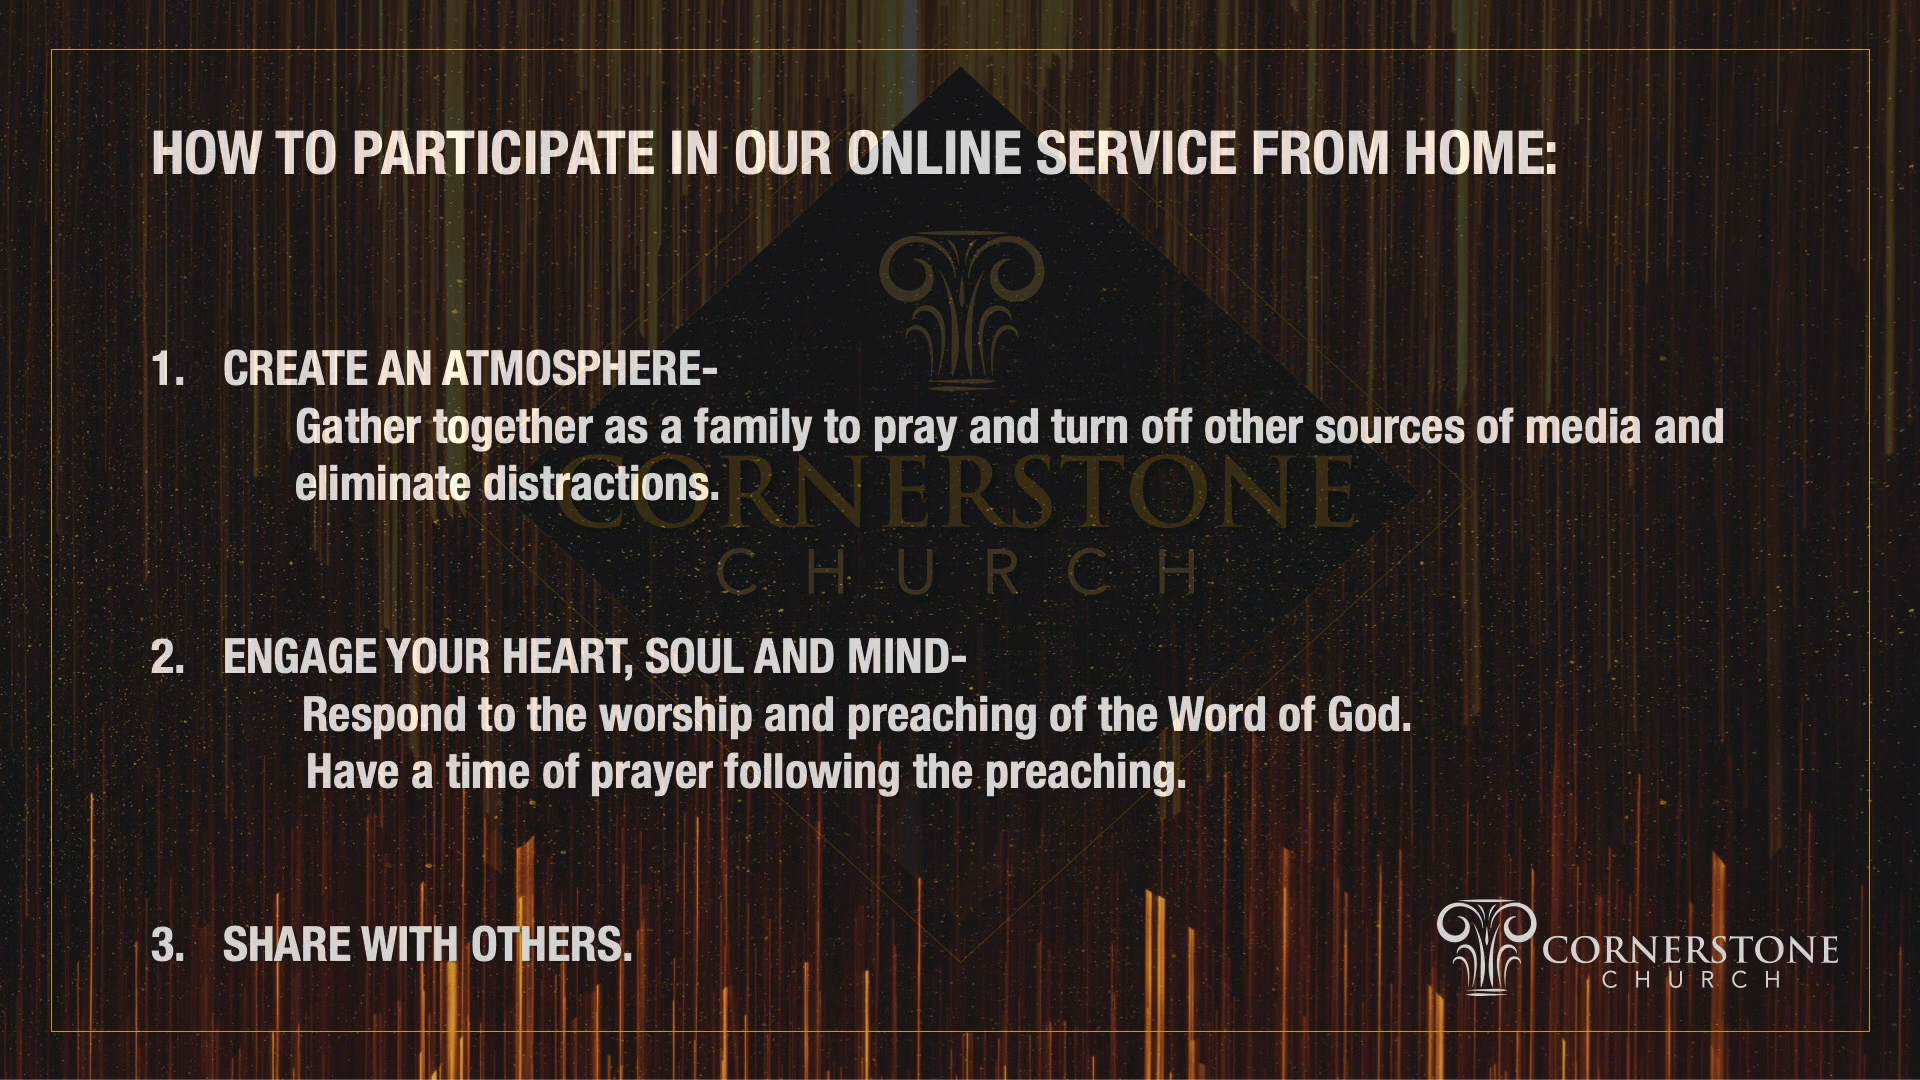 HOW TO PARTICIPATE IN OUR ONLINE SERVICE FROM HOME:
1. CREATE AN ATMOSPHERE-
Gather together as a family to pray and turn off other sources of media and
eliminate distractions.
CORNERSTONE
CHURCH
2. ENGAGE YOUR HEART, SOUL AND MIND-
Respond to the worship and preaching of the Word of God.
Have a time of prayer following the preaching.
3. SHARE WITH OTHERS.
CORNERSTONE
CHURCH